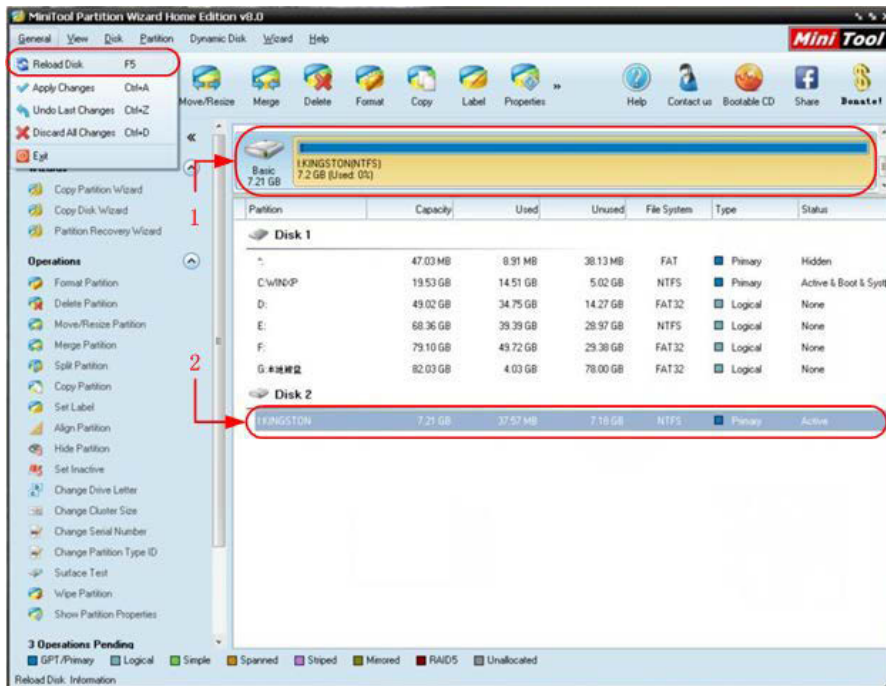 MiniTool Partition Wizard Home Edition v8.0
General View Disk Partition Dynamic Disk Wizard Help
Mini Tool
Reload Disk F5
Apply Changes Ctrl+A
Undo Last Changes Ctrl+Z
Discard All Changes Ctrl+D
Exit
Move/Resize Merge Delete Format Copy Label Properties » Help Contact us Bootable CD Share Donate!
«
1
Basic
7.21 GB
I:KINGSTON(NTFS)
7.2 GB (Used: 0%)
Copy Partition Wizard
Copy Disk Wizard
Partition Recovery Wizard
Operations
Format Partition
Delete Partition
Move/Resize Partition
Merge Partition
Split Partition
Copy Partition
Set Label
Align Partition
Hide Partition
Set Inactive
Change Drive Letter
Change Cluster Size
Change Serial Number
Change Partition Type ID
Surface Test
Wipe Partition
Show Partition Properties
3 Operations Pending
2
Partition Capacity Used Unused File System Type Status
Disk 1
*: 47.03 MB 8.91 MB 38.13 MB FAT Primary Hidden
C:WINXP 19.53 GB 14.51 GB 5.02 GB NTFS Primary Active & Boot & Syst
D: 49.02 GB 34.75 GB 14.27 GB FAT32 Logical None
E: 68.36 GB 39.39 GB 28.97 GB NTFS Logical None
F: 79.10 GB 49.72 GB 29.38 GB FAT32 Logical None
G:本地磁盘 82.03 GB 4.03 GB 78.00 GB FAT32 Logical None
Disk 2
I:KINGSTON 7.21 GB 37.57 MB 7.18 GB NTFS Primary Active
GPT/Primary Logical Simple Spanned Striped Mirrored RAID5 Unallocated
Reload Disk Information